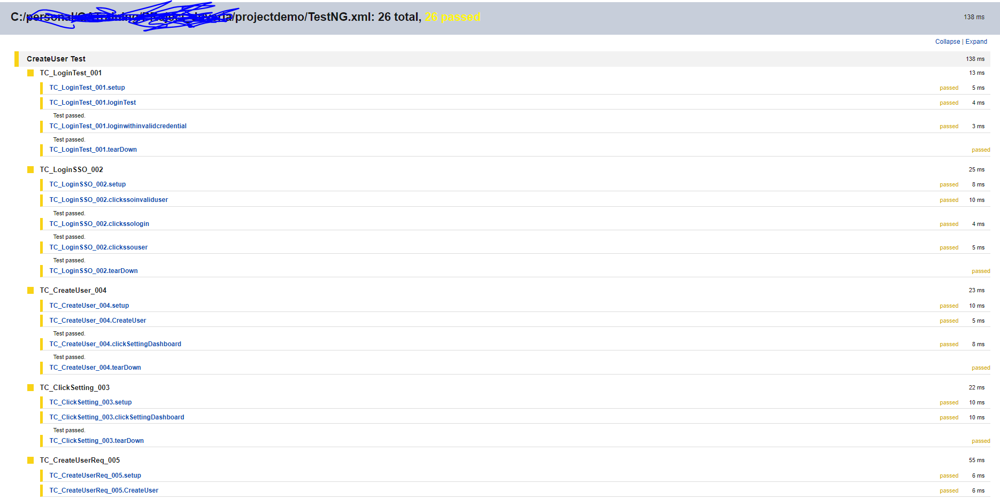 C:/ /projectdemo/TestNG.xml: 26 total, 26 passed 138 ms
Collapse | Expand
CreateUser Test 138 ms
TC_LoginTest_001 13 ms
TC_LoginTest_001.setup passed 5 ms
TC_LoginTest_001.loginTest passed 4 ms
Test passed.
TC_LoginTest_001.loginwithinvalidcredential passed 3 ms
Test passed.
TC_LoginTest_001.tearDown passed
TC_LoginSSO_002 25 ms
TC_LoginSSO_002.setup passed 8 ms
TC_LoginSSO_002.clickssoinvaliduser passed 10 ms
Test passed.
TC_LoginSSO_002.clickssologin passed 4 ms
Test passed.
TC_LoginSSO_002.clickssouser passed 5 ms
Test passed.
TC_LoginSSO_002.tearDown passed
TC_CreateUser_004 23 ms
TC_CreateUser_004.setup passed 10 ms
TC_CreateUser_004.CreateUser passed 5 ms
Test passed.
TC_CreateUser_004.clickSettingDashboard passed 8 ms
Test passed.
TC_CreateUser_004.tearDown passed
TC_ClickSetting_003 22 ms
TC_ClickSetting_003.setup passed 10 ms
TC_ClickSetting_003.clickSettingDashboard passed 10 ms
Test passed.
TC_ClickSetting_003.tearDown passed
TC_CreateUserReq_005 55 ms
TC_CreateUserReq_005.setup passed 6 ms
TC_CreateUserReq_005.CreateUser passed 6 ms